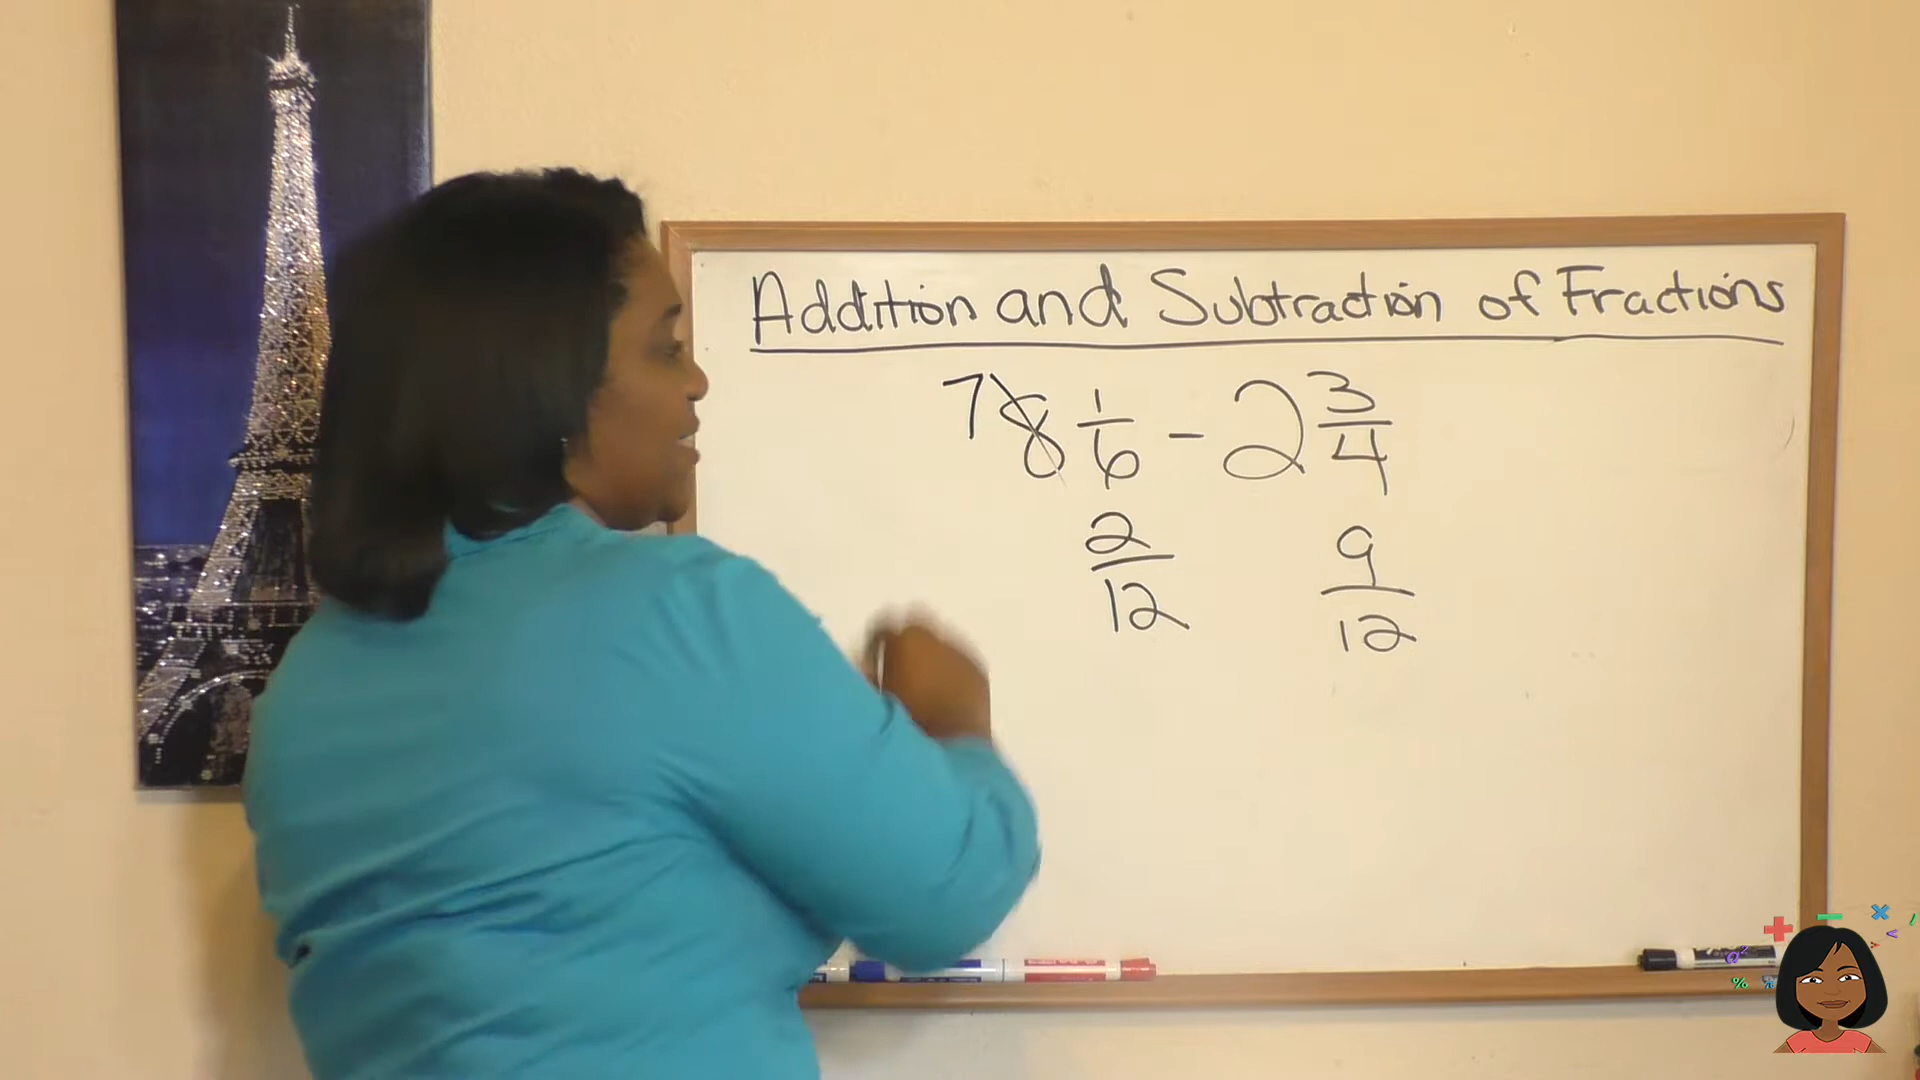 Addition and Subtraction of Fractions
7 8 1/6 - 2 3/4
2/12 9/12